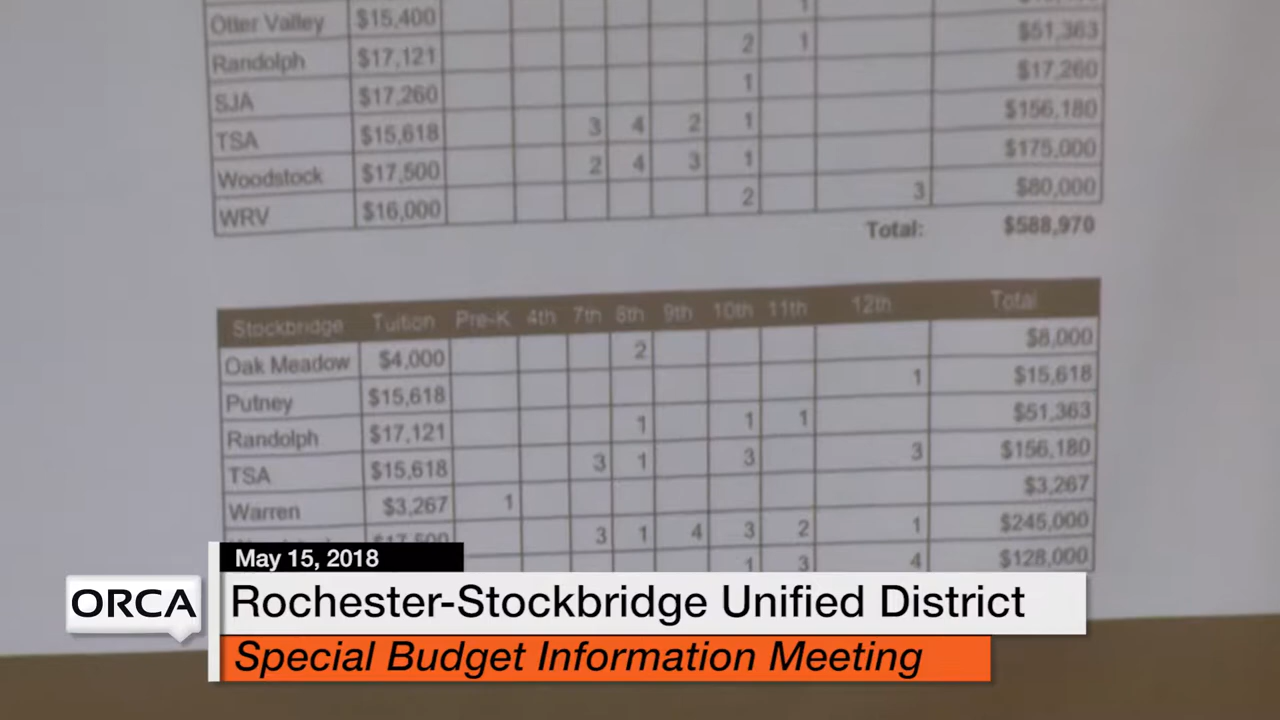 Otter Valley $15,400 1
Randolph $17,121 2 1 $51,363
SJA $17,260 1 $17,260
TSA $15,618 3 4 2 1 $156,180
Woodstock $17,500 2 4 3 1 $175,000
WRV $16,000 2 3 $80,000
Total: $588,970
Stockbridge Tuition Pre-K 4th 7th 8th 9th 10th 11th 12th Total
Oak Meadow $4,000 2 $8,000
Putney $15,618 1 $15,618
Randolph $17,121 1 1 1 $51,363
TSA $15,618 3 1 3 3 $156,180
Warren $3,267 1 $3,267
$17,500 3 1 4 3 2 1 $245,000
1 3 4 $128,000
May 15, 2018
ORCA Rochester-Stockbridge Unified District
Special Budget Information Meeting